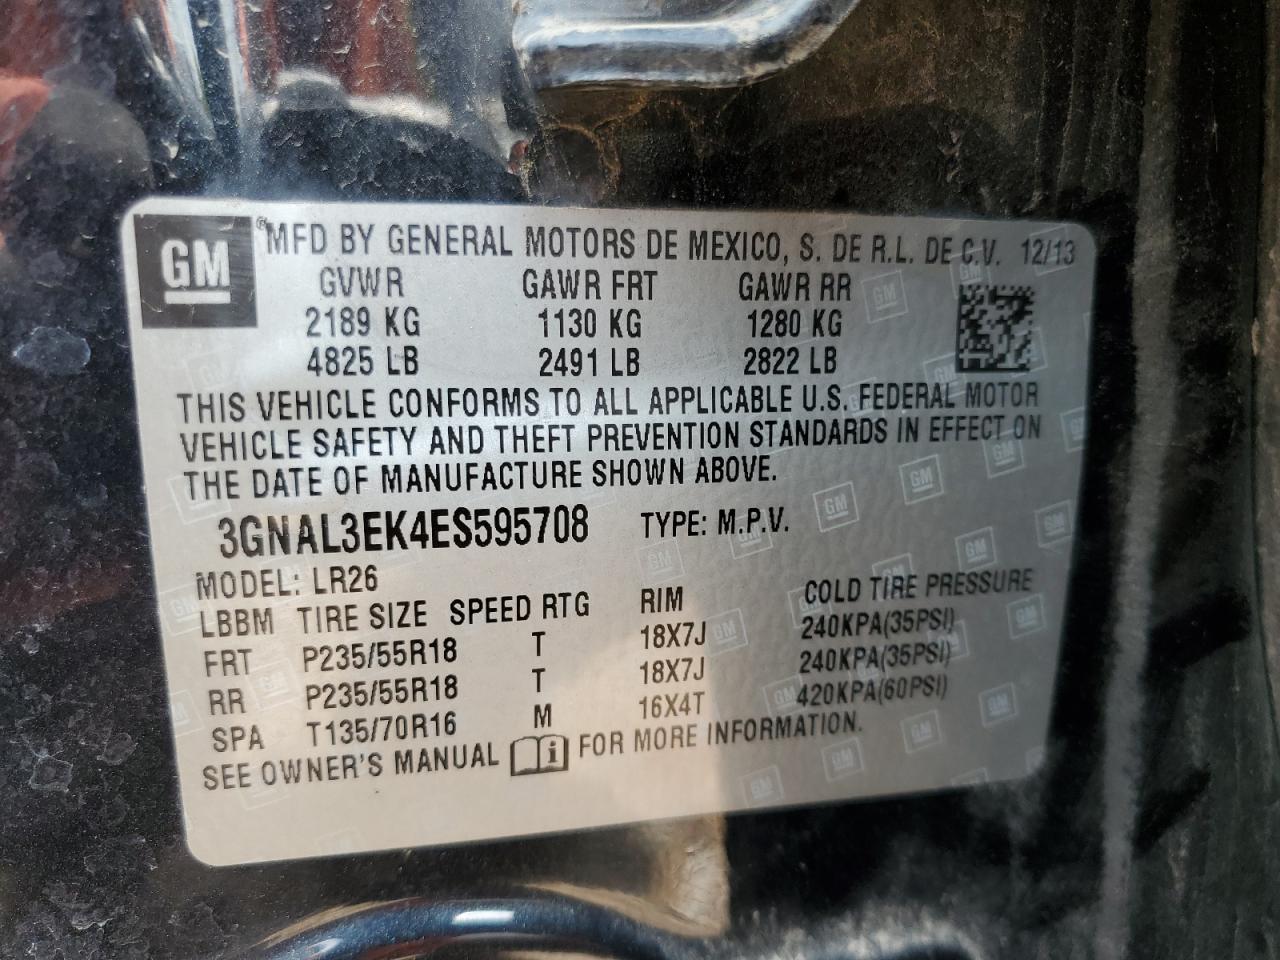 GM ® MFD BY GENERAL MOTORS DE MEXICO, S. DE R.L. DE C.V. 12/13
GVWR GAWR FRT GAWR RR
2189 KG 1130 KG 1280 KG
4825 LB 2491 LB 2822 LB
THIS VEHICLE CONFORMS TO ALL APPLICABLE U.S. FEDERAL MOTOR
VEHICLE SAFETY AND THEFT PREVENTION STANDARDS IN EFFECT ON
THE DATE OF MANUFACTURE SHOWN ABOVE.
3GNAL3EK4ES595708 TYPE: M.P.V.
MODEL: LR26
LBBM TIRE SIZE SPEED RTG RIM COLD TIRE PRESSURE
FRT P235/55R18 T 18X7J 240KPA(35PSI)
RR P235/55R18 T 18X7J 240KPA(35PSI)
SPA T135/70R16 M 16X4T 420KPA(60PSI)
SEE OWNER'S MANUAL i FOR MORE INFORMATION.